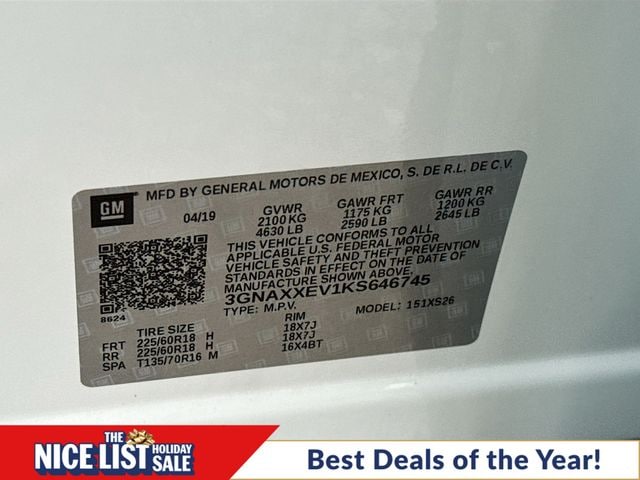 MFD BY GENERAL MOTORS DE MEXICO, S. DE R.L. DE C.V.
GM
04/19 GVWR GAWR FRT GAWR RR
2100 KG 1175 KG 1200 KG
4630 LB 2590 LB 2645 LB
THIS VEHICLE CONFORMS TO ALL
APPLICABLE U.S. FEDERAL MOTOR
VEHICLE SAFETY AND THEFT PREVENTION
STANDARDS IN EFFECT ON THE DATE OF
MANUFACTURE SHOWN ABOVE.
3GNAXXEV1KS646745
TYPE: M.P.V. MODEL: 151XS26
8624
TIRE SIZE RIM
FRT 225/60R18 H 18X7J
RR 225/60R18 H 18X7J
SPA T135/70R16 M 16X4BT
THE
NICE LIST HOLIDAY SALE
Best Deals of the Year!